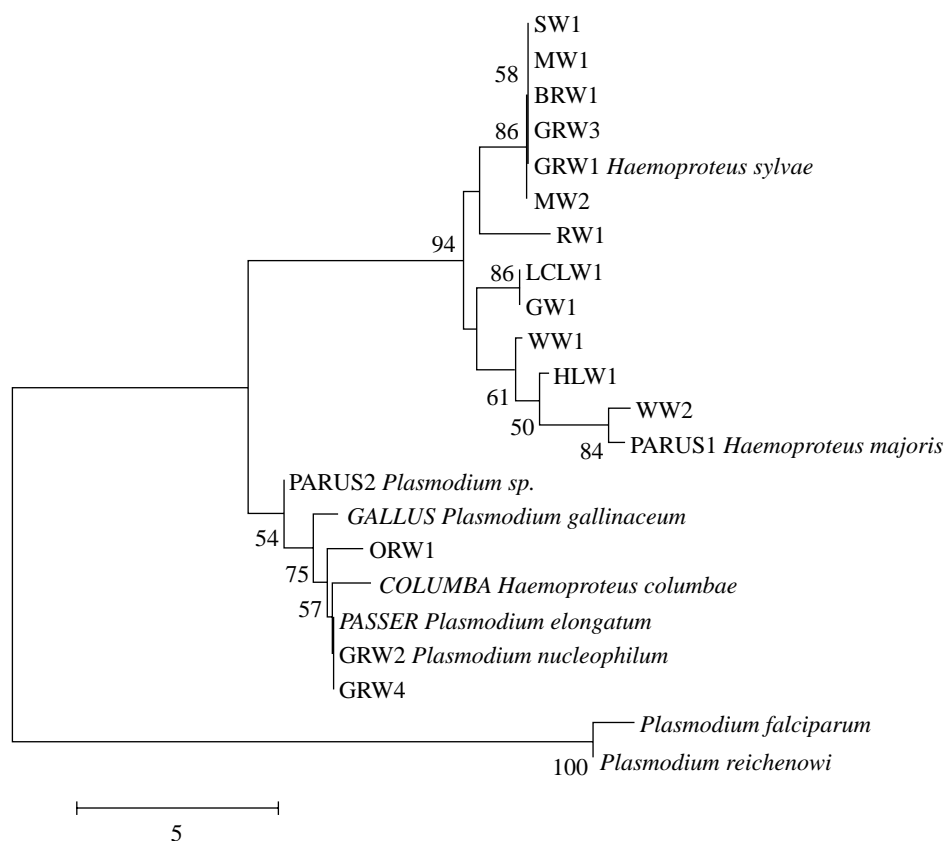 SW1
MW1
58
BRW1
86
GRW3
GRW1 Haemoproteus sylvae
MW2
RW1
94
86
LCLW1
GW1
WW1
HLW1
61
WW2
50
PARUS1 Haemoproteus majoris
84
PARUS2 Plasmodium sp.
GALLUS Plasmodium gallinaceum
54
ORW1
75
COLUMBA Haemoproteus columbae
57
PASSER Plasmodium elongatum
GRW2 Plasmodium nucleophilum
GRW4
Plasmodium falciparum
100
Plasmodium reichenowi
5